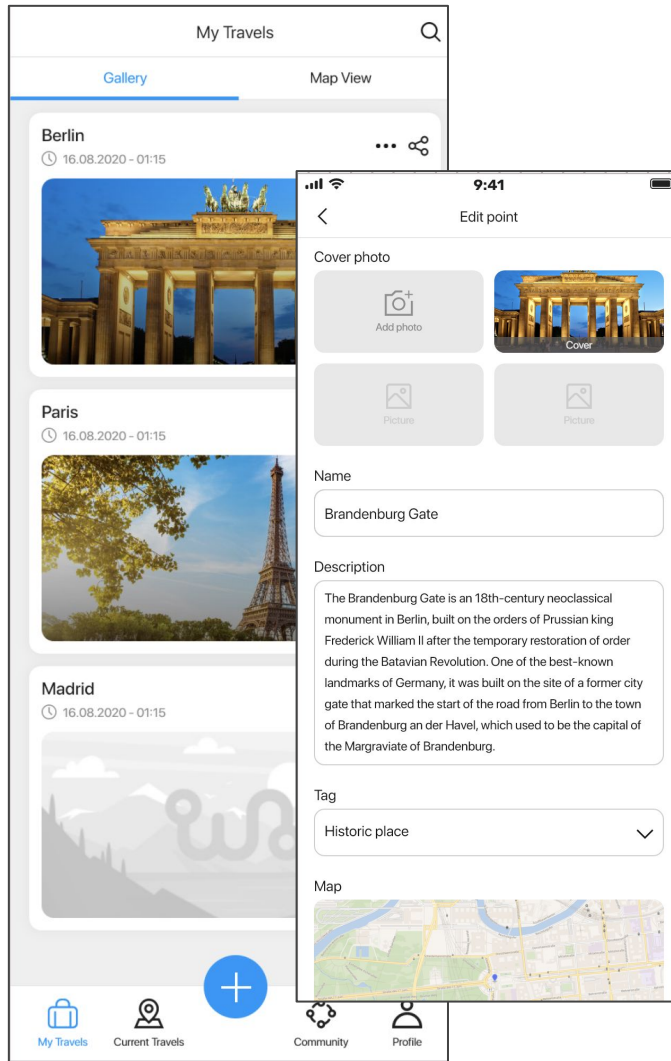 My Travels
Gallery
Map View
Berlin
16.08.2020 - 01:15
Paris
16.08.2020 - 01:15
Madrid
16.08.2020 - 01:15
My Travels
Current Travels
Community
Profile
9:41
Edit point
Cover photo
Add photo
Cover
Picture
Picture
Name
Brandenburg Gate
Description
The Brandenburg Gate is an 18th-century neoclassical
monument in Berlin, built on the orders of Prussian king
Frederick William II after the temporary restoration of order
during the Batavian Revolution. One of the best-known
landmarks of Germany, it was built on the site of a former city
gate that marked the start of the road from Berlin to the town
of Brandenburg an der Havel, which used to be the capital of
the Margraviate of Brandenburg.
Tag
Historic place
Map